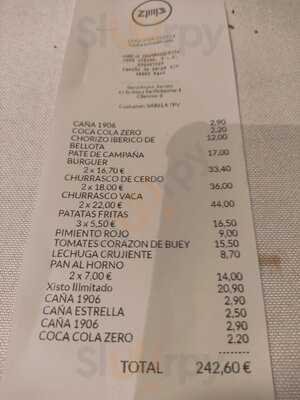 CAÑA 1906 2,90
COCA COLA ZERO 2,20
CHORIZO IBERICO DE 12,00
BELLOTA
PATE DE CAMPAÑA 17,00
BURGUER
2 x 16,70 € 33,40
CHURRASCO DE CERDO
2 x 18,00 € 36,00
CHURRASCO VACA
2 x 22,00 € 44,00
PATATAS FRITAS
3 x 5,50 € 16,50
PIMIENTO ROJO 9,00
TOMATES CORAZON DE BUEY 15,50
LECHUGA CRUJIENTE 8,70
PAN AL HORNO
2 x 7,00 € 14,00
Xisto Ilimitado 20,90
CAÑA 1906 2,90
CAÑA ESTRELLA 2,50
CAÑA 1906 2,90
COCA COLA ZERO 2,20
TOTAL 242,60 €